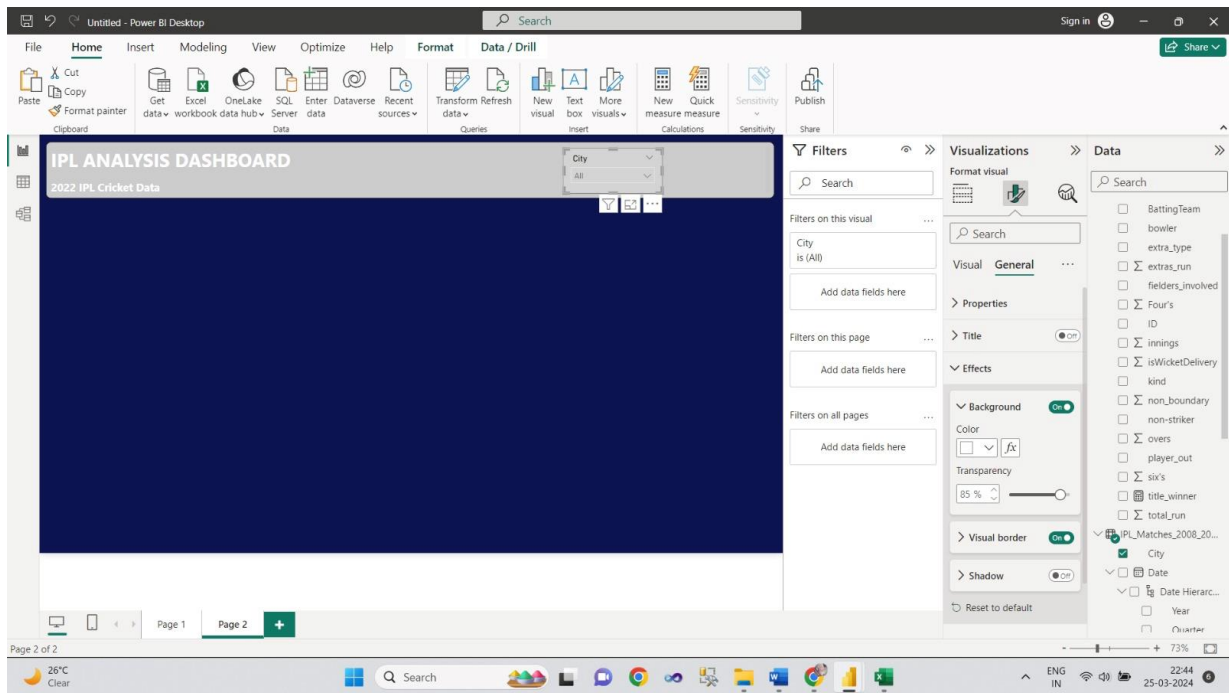 Untitled - Power BI Desktop
Search
Sign in
File Home Insert Modeling View Optimize Help Format Data / Drill
Share
Paste
Cut
Copy
Format painter
Get data
Excel workbook
OneLake data hub
SQL Server
Enter data
Dataverse
Recent sources
Transform data
Refresh
New visual
Text box
More visuals
New measure
Quick measure
Sensitivity
Publish
Clipboard Data Queries Insert Calculations Sensitivity Share
IPL ANALYSIS DASHBOARD
2022 IPL Cricket Data
City
All
Filters
Search
Filters on this visual
City
is (All)
Add data fields here
Filters on this page
Add data fields here
Filters on all pages
Add data fields here
Visualizations
Format visual
Search
Visual General
Properties
Title Off
Effects
Background On
Color
fx
Transparency
85 %
Visual border On
Shadow Off
Reset to default
Data
Search
BattingTeam
bowler
extra_type
extras_run
fielders_involved
Four's
ID
innings
isWicketDelivery
kind
non_boundary
non-striker
overs
player_out
six's
title_winner
total_run
IPL_Matches_2008_20...
City
Date
Date Hierarc...
Year
Quarter
Page 1 Page 2 +
Page 2 of 2
73%
26°C
Clear
Search
ENG
IN
22:44
25-03-2024
6